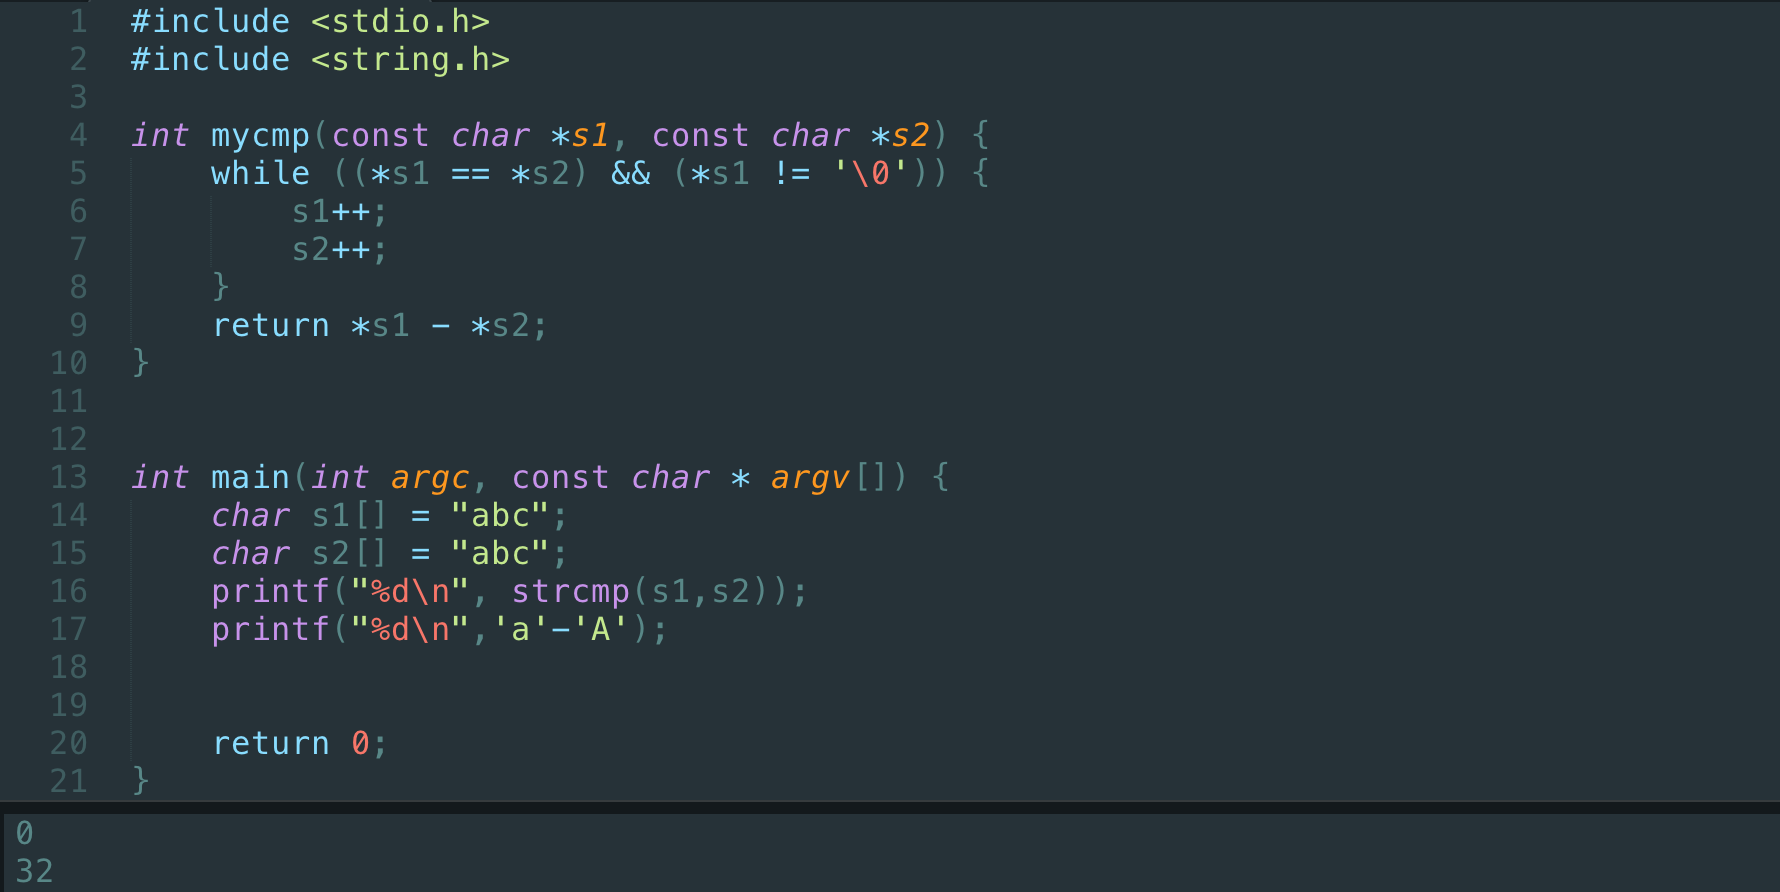 1 #include <stdio.h>
2 #include <string.h>
3
4 int mycmp(const char *s1, const char *s2) {
5     while ((*s1 == *s2) && (*s1 != '\0')) {
6         s1++;
7         s2++;
8     }
9     return *s1 - *s2;
10 }
11
12
13 int main(int argc, const char * argv[]) {
14     char s1[] = "abc";
15     char s2[] = "abc";
16     printf("%d\n", strcmp(s1,s2));
17     printf("%d\n",'a'-'A');
18
19
20     return 0;
21 }
0
32